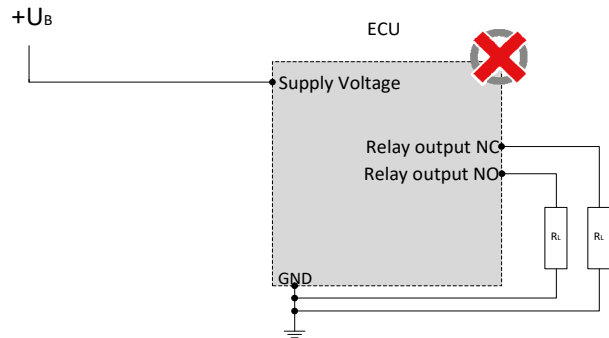 +UB
ECU
Supply Voltage
Relay output NC
Relay output NO
RL
RL
GND